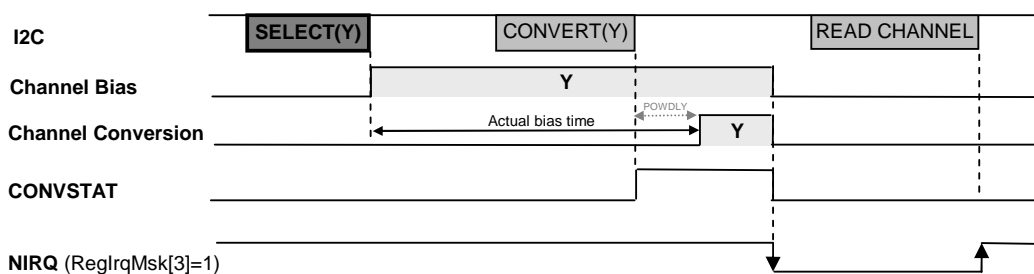 I2C SELECT(Y) CONVERT(Y) READ CHANNEL
Channel Bias Y
POWDLY
Channel Conversion Actual bias time Y
CONVSTAT
NIRQ (RegIrqMsk[3]=1)